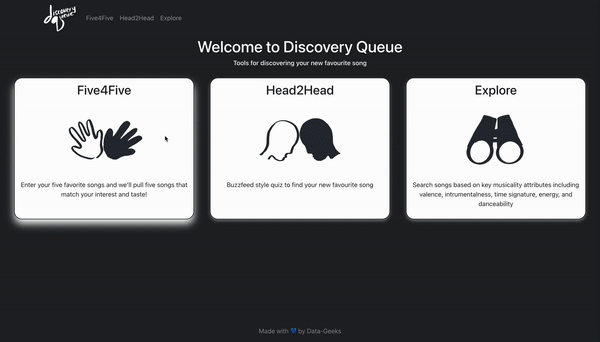 discovery
Queue
Five4Five Head2Head Explore
Welcome to Discovery Queue
Tools for discovering your new favourite song
Five4Five
Enter your five favorite songs and we'll pull five songs that
match your interest and taste!
Head2Head
Buzzfeed style quiz to find your new favourite song
Explore
Search songs based on key musicality attributes including
valence, intrumentalness, time signature, energy, and
danceability
Made with 💙 by Data-Geeks